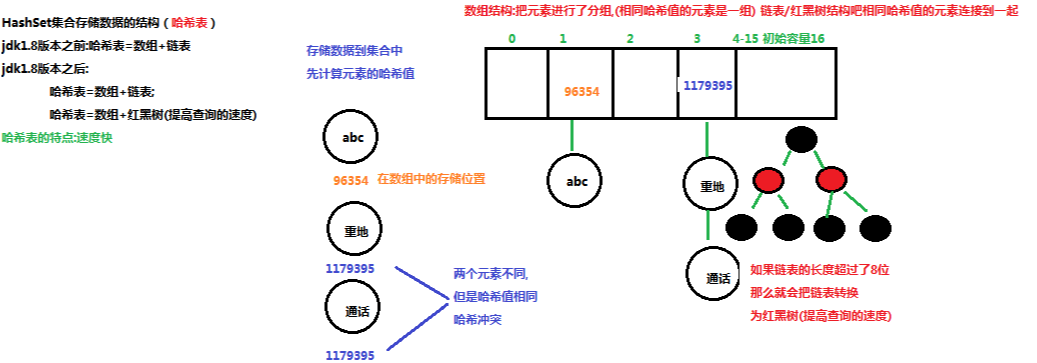 HashSet集合存储数据的结构（哈希表）
jdk1.8版本之前:哈希表=数组+链表
jdk1.8版本之后:
哈希表=数组+链表;
哈希表=数组+红黑树(提高查询的速度)
哈希表的特点:速度快
存储数据到集合中
先计算元素的哈希值
abc
96354 在数组中的存储位置
重地
1179395
通话
1179395
两个元素不同,
但是哈希值相同
哈希冲突
数组结构:把元素进行了分组,(相同哈希值的元素是一组) 链表/红黑树结构吧相同哈希值的元素连接到一起
0 1 2 3 4-15 初始容量16
96354
1179395
abc
重地
通话
如果链表的长度超过了8位
那么就会把链表转换
为红黑树(提高查询的速度)